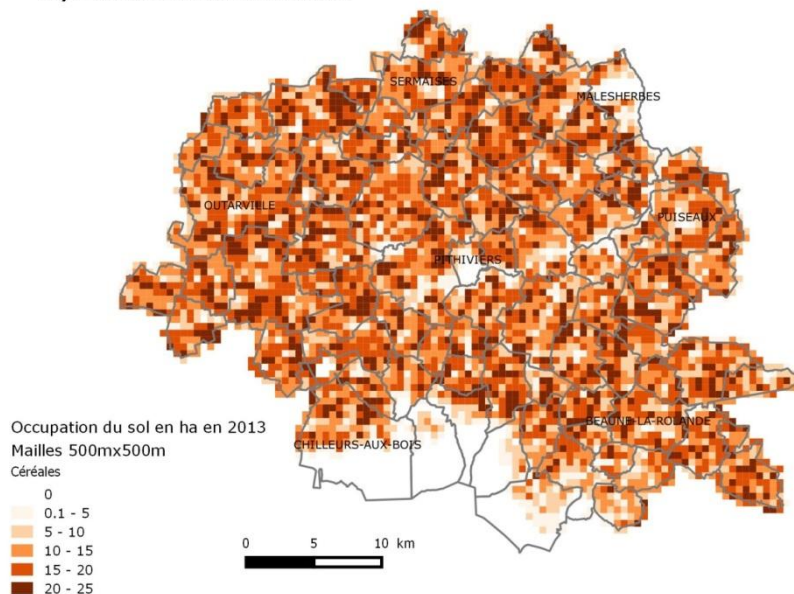 SERMAISES
MALESHERBES
OUTARVILLE
PUISEAUX
PITHIVIERS
BEAUNE-LA-ROLANDE
CHILLEURS-AUX-BOIS
Occupation du sol en ha en 2013
Mailles 500mx500m
Céréales
0
0.1 - 5
5 - 10
10 - 15
15 - 20
20 - 25
0 5 10 km